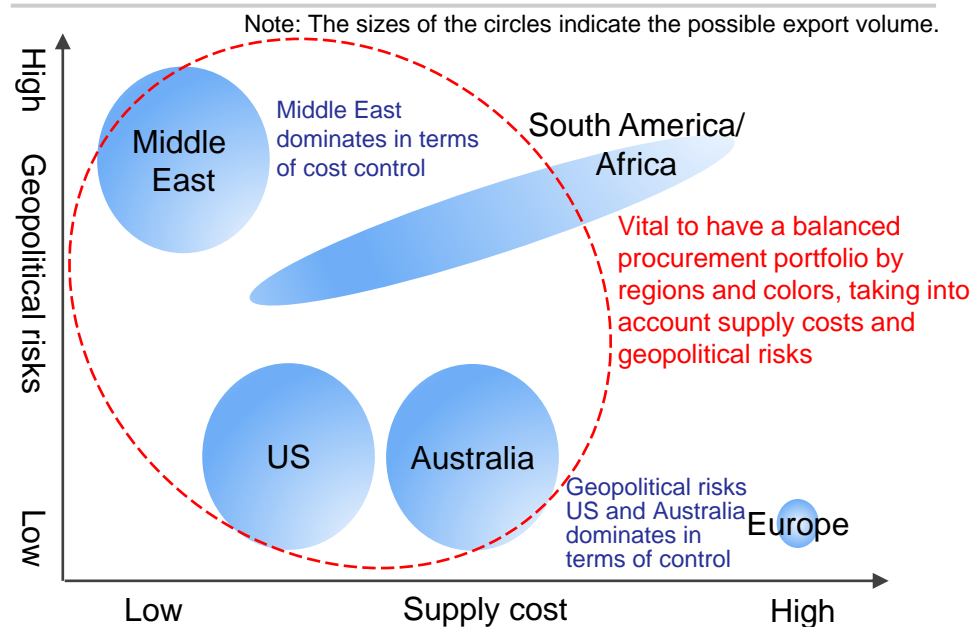 Note: The sizes of the circles indicate the possible export volume.
High
Geopolitical risks
Low
Middle
East
Middle East
dominates in terms
of cost control
South America/
Africa
Vital to have a balanced
procurement portfolio by
regions and colors, taking into
account supply costs and
geopolitical risks
US
Australia
Geopolitical risks
US and Australia
dominates in
terms of control
Europe
Low
Supply cost
High